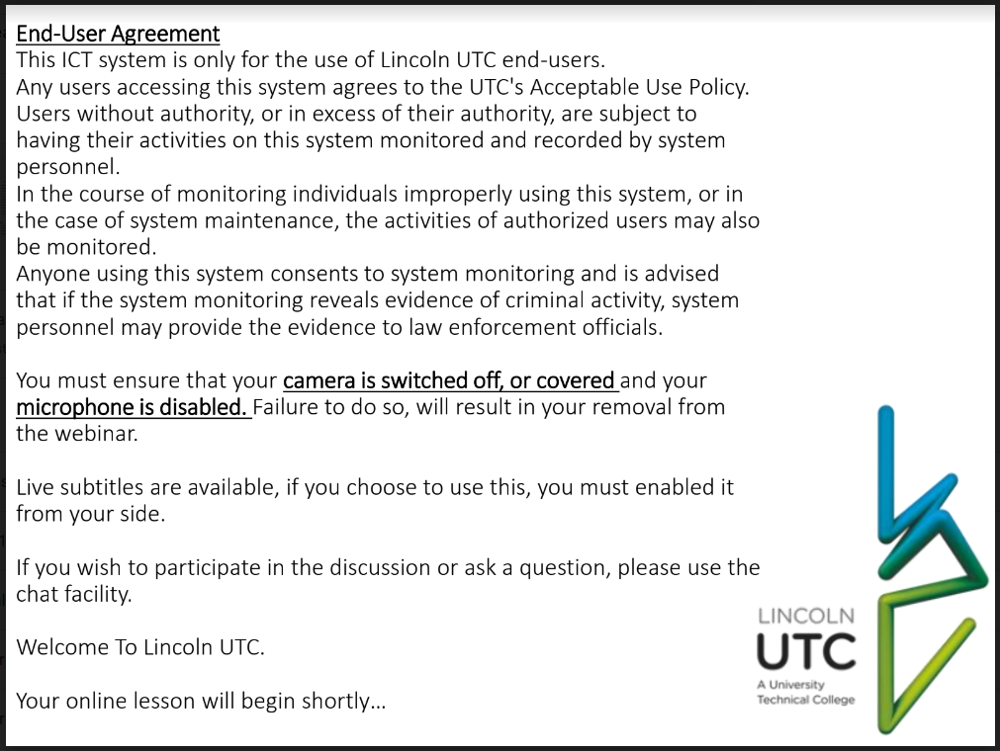 End-User Agreement
This ICT system is only for the use of Lincoln UTC end-users.
Any users accessing this system agrees to the UTC's Acceptable Use Policy.
Users without authority, or in excess of their authority, are subject to
having their activities on this system monitored and recorded by system
personnel.
In the course of monitoring individuals improperly using this system, or in
the case of system maintenance, the activities of authorized users may also
be monitored.
Anyone using this system consents to system monitoring and is advised
that if the system monitoring reveals evidence of criminal activity, system
personnel may provide the evidence to law enforcement officials.
You must ensure that your camera is switched off, or covered and your
microphone is disabled. Failure to do so, will result in your removal from
the webinar.
Live subtitles are available, if you choose to use this, you must enabled it
from your side.
If you wish to participate in the discussion or ask a question, please use the
chat facility.
Welcome To Lincoln UTC.
Your online lesson will begin shortly...
LINCOLN
UTC
A University
Technical College